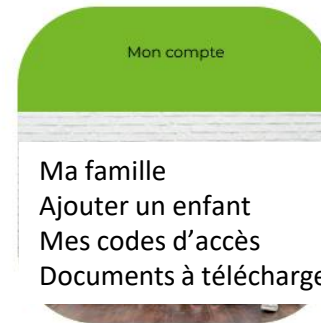 Mon compte
Ma famille
Ajouter un enfant
Mes codes d’accès
Documents à télécharge